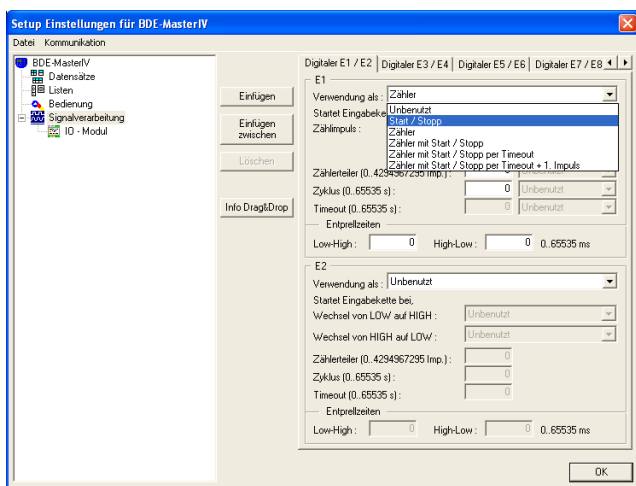 Setup Einstellungen für BDE-MasterIV
Datei Kommunikation
BDE-MasterIV
Datensätze
Listen
Bedienung
Signalverarbeitung
IO - Modul
Einfügen
Einfügen zwischen
Löschen
Info Drag&Drop
Digitaler E1 / E2 Digitaler E3 / E4 Digitaler E5 / E6 Digitaler E7 / E8
E1
Verwendung als : Zähler
Startet Eingabeke
Zählimpuls :
Unbenutzt
Start / Stopp
Zähler
Zähler mit Start / Stopp
Zähler mit Start / Stopp per Timeout
Zähler mit Start / Stopp per Timeout + 1. Impuls
Zählerteiler (0..4294967295 Imp.) : 0
Zyklus (0..65535 s) : 0 Unbenutzt
Timeout (0..65535 s) : 0 Unbenutzt
Entprellzeiten
Low-High : 0 High-Low : 0 0..65535 ms
E2
Verwendung als : Unbenutzt
Startet Eingabekette bei,
Wechsel von LOW auf HIGH : Unbenutzt
Wechsel von HIGH auf LOW : Unbenutzt
Zählerteiler (0..4294967295 Imp.) : 0
Zyklus (0..65535 s) : 0
Timeout (0..65535 s) : 0
Entprellzeiten
Low-High : 0 High-Low : 0 0..65535 ms
OK